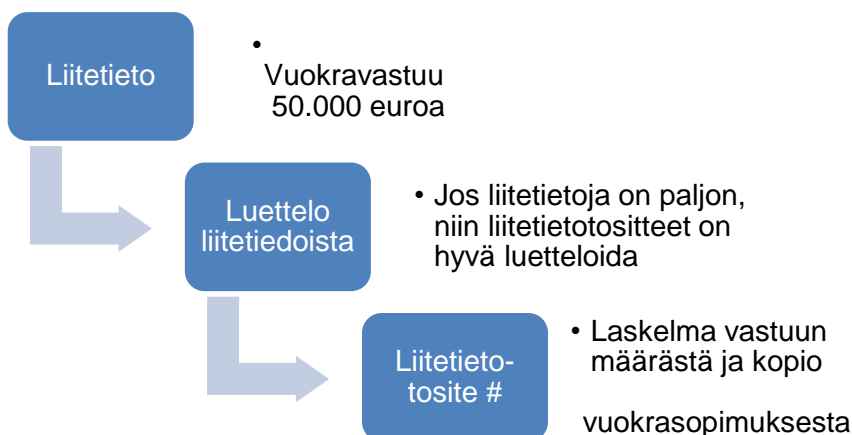 Liitetieto
•
Vuokravastuu
50.000 euroa
Luettelo
liitetiedoista
• Jos liitetietoja on paljon,
niin liitetietotositteet on
hyvä luetteloida
Liitetieto-
tosite #
• Laskelma vastuun
määrästä ja kopio
vuokrasopimuksesta